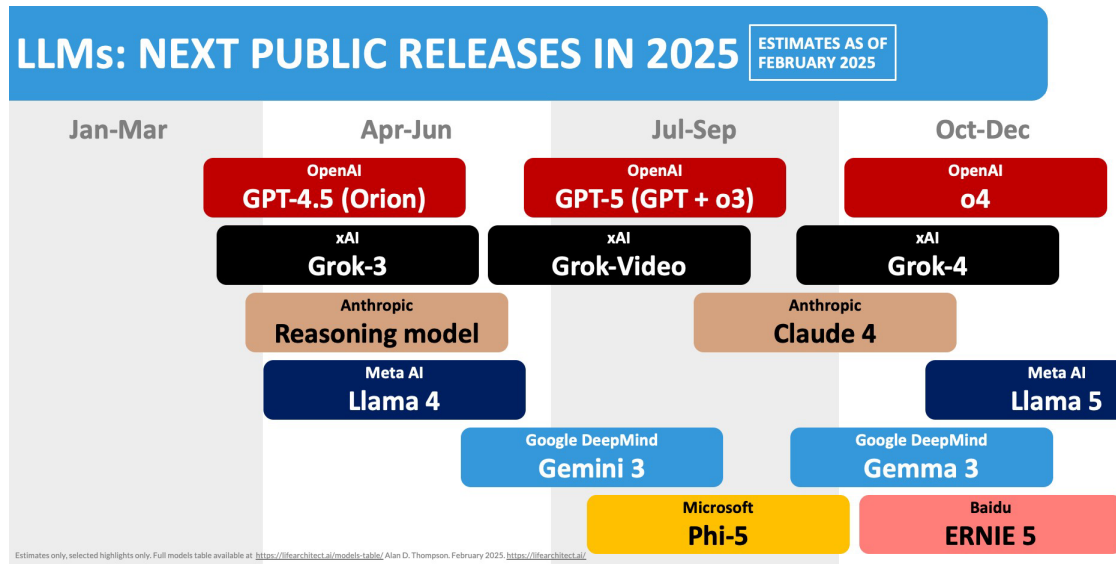 LLMs: NEXT PUBLIC RELEASES IN 2025
ESTIMATES AS OF
FEBRUARY 2025
Jan-Mar
Apr-Jun
Jul-Sep
Oct-Dec
OpenAI
GPT-4.5 (Orion)
OpenAI
GPT-5 (GPT + o3)
OpenAI
o4
xAI
Grok-3
xAI
Grok-Video
xAI
Grok-4
Anthropic
Reasoning model
Anthropic
Claude 4
Meta AI
Llama 4
Meta AI
Llama 5
Google DeepMind
Gemini 3
Google DeepMind
Gemma 3
Microsoft
Phi-5
Baidu
ERNIE 5
Estimates only, selected highlights only. Full models table available at https://lifearchitect.ai/models-table/ Alan D. Thompson. February 2025. https://lifearchitect.ai/